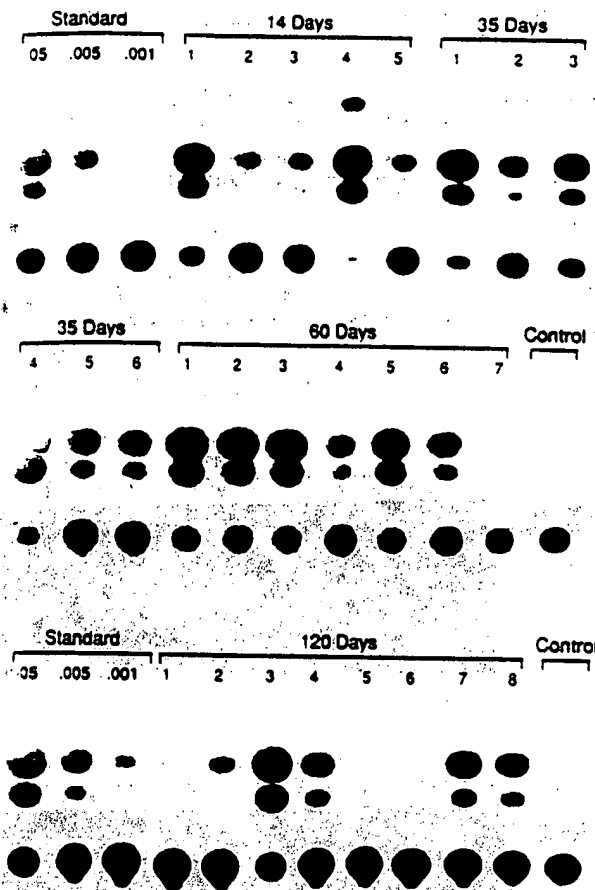 Standard 14 Days 35 Days
05 .005 .001 1 2 3 4 5 1 2 3
35 Days 60 Days Control
4 5 6 1 2 3 4 5 6 7
Standard 120 Days Control
05 .005 .001 1 2 3 4 5 6 7 8